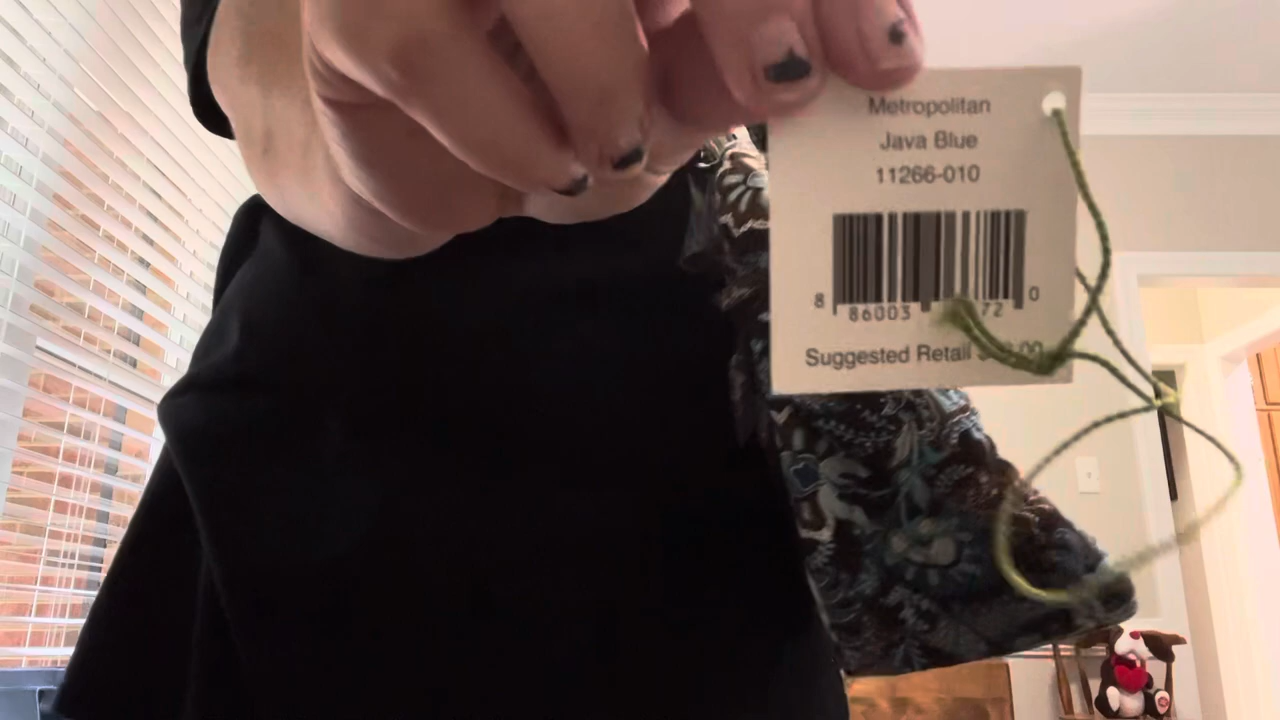 Metropolitan
Java Blue
11266-010
8 86003 72 0
Suggested Retail